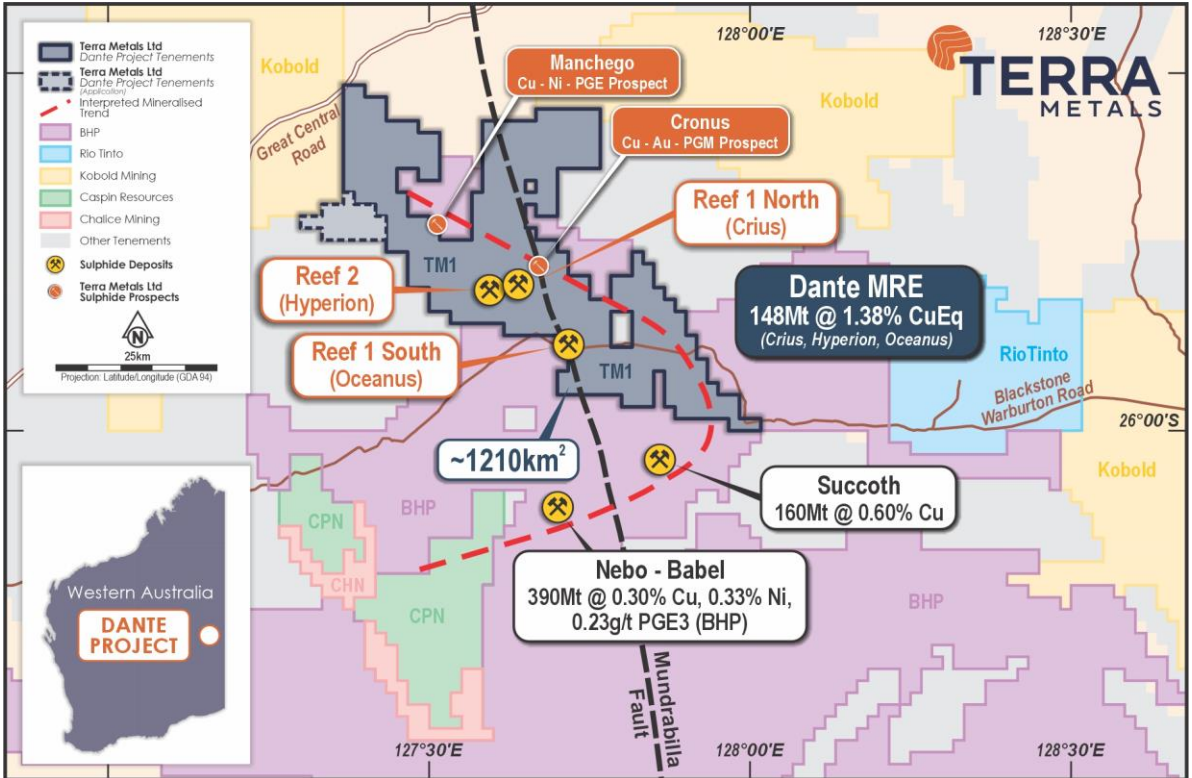 Terra Metals Ltd
Dante Project Tenements
Terra Metals Ltd
Dante Project Tenements
(Application)
Interpreted Mineralised
Trend
BHP
Rio Tinto
Kobold Mining
Caspin Resources
Chalice Mining
Other Tenements
Sulphide Deposits
Terra Metals Ltd
Sulphide Prospects
N
25km
Projection: Latitude/Longitude (GDA 94)
128°00'E
128°30'E
TERRA
METALS
Kobold
Great Central
Road
Manchego
Cu - Ni - PGE Prospect
Kobold
Cronus
Cu - Au - PGM Prospect
Reef 1 North
(Crius)
TM1
Reef 2
(Hyperion)
Dante MRE
148Mt @ 1.38% CuEq
(Crius, Hyperion, Oceanus)
Reef 1 South
(Oceanus)
TM1
RioTinto
Blackstone
Warburton Road
26°00'S
~1210km²
Kobold
Succoth
160Mt @ 0.60% Cu
CPN
BHP
CHN
CPN
Nebo - Babel
390Mt @ 0.30% Cu, 0.33% Ni,
0.23g/t PGE3 (BHP)
BHP
Western Australia
DANTE
PROJECT
Mundrabilla
Fault
127°30'E
128°00'E
128°30'E